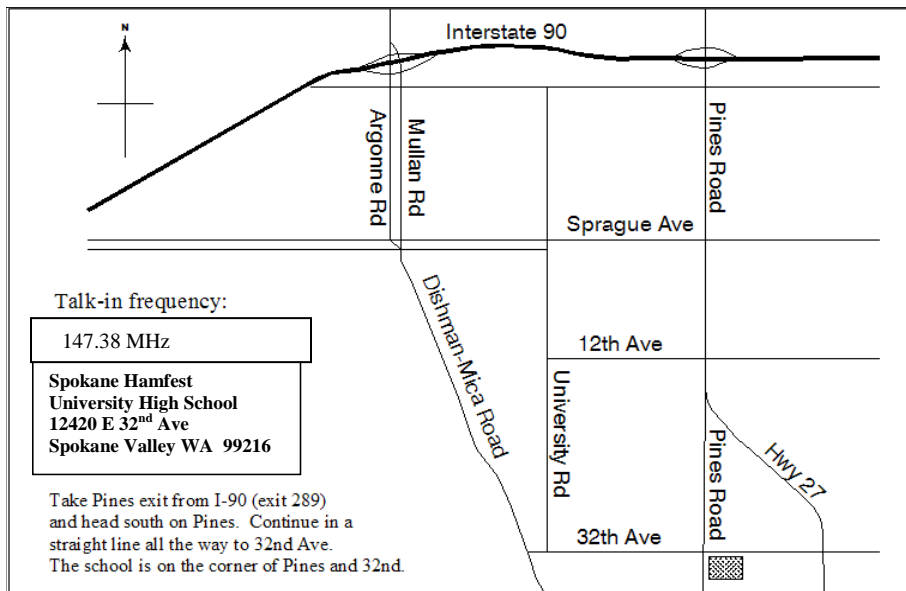 N
Interstate 90
Argonne Rd
Mullan Rd
Pines Road
Sprague Ave
Dishman-Mica Road
Talk-in frequency:
147.38 MHz
12th Ave
Spokane Hamfest
University High School
12420 E 32nd Ave
Spokane Valley WA 99216
University Rd
Pines Road
Hwy 27
Take Pines exit from I-90 (exit 289)
and head south on Pines. Continue in a
straight line all the way to 32nd Ave.
The school is on the corner of Pines and 32nd.
32th Ave